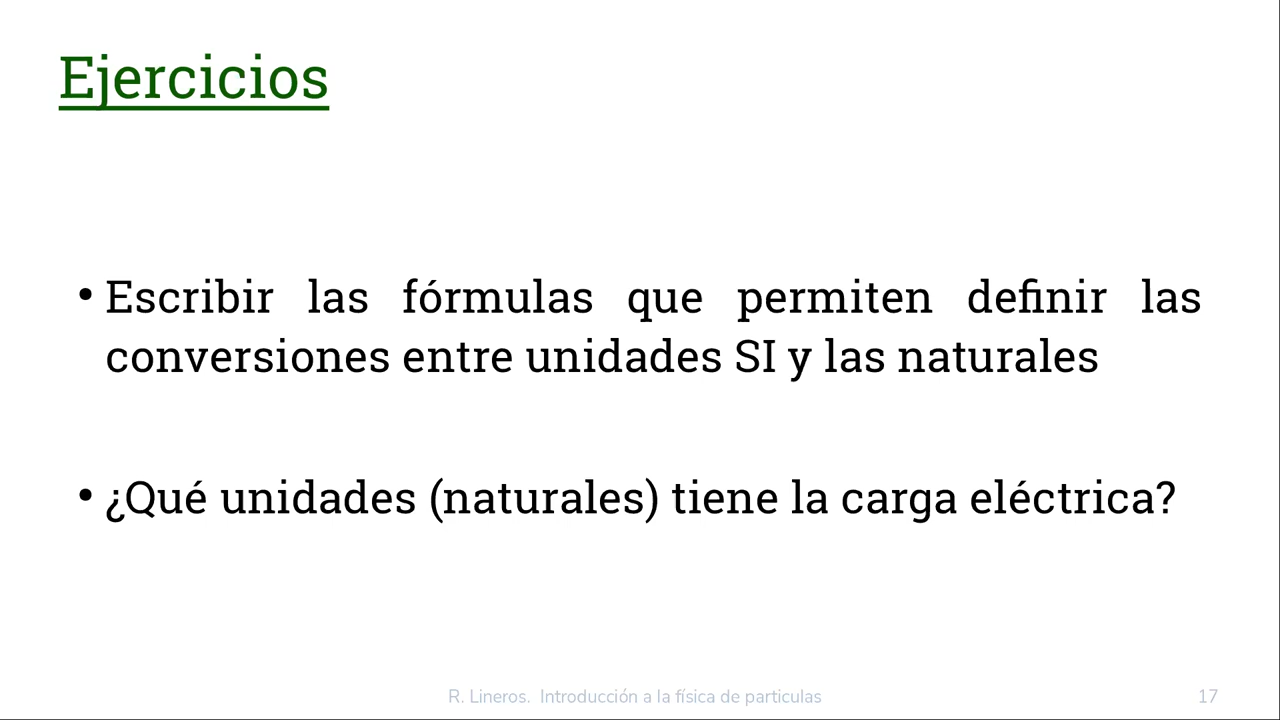 Ejercicios
• Escribir las fórmulas que permiten definir las
conversiones entre unidades SI y las naturales
• ¿Qué unidades (naturales) tiene la carga eléctrica?
R. Lineros. Introducción a la física de particulas
17